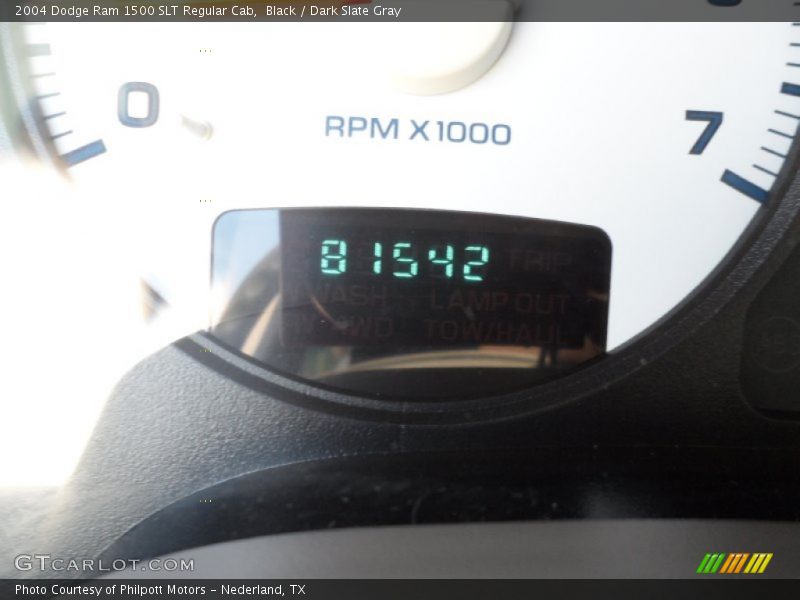 2004 Dodge Ram 1500 SLT Regular Cab,  Black / Dark Slate Gray
0
RPM X1000
7
81542 TRIP
WASH LAMP OUT
4WD TOW/HAUL
GTCARLOT.COM
Photo Courtesy of Philpott Motors - Nederland, TX